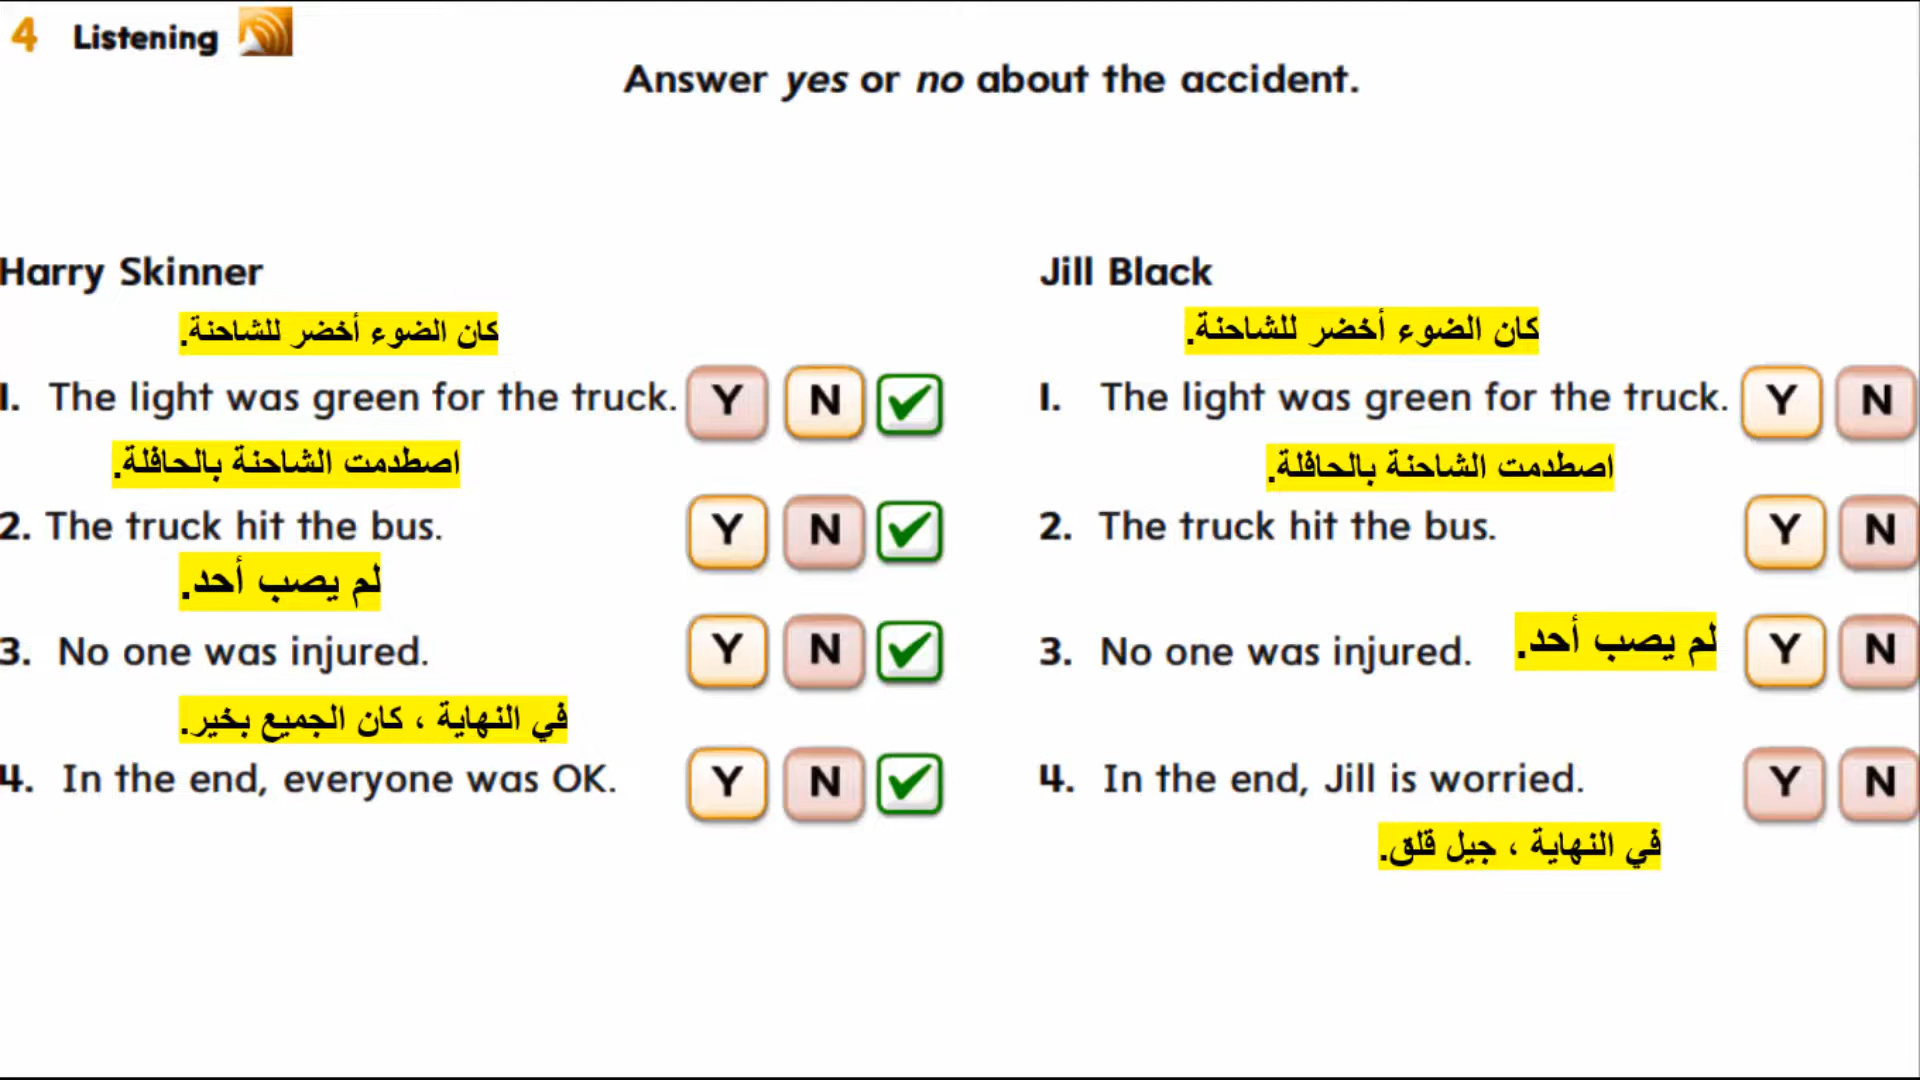 4 Listening
Answer yes or no about the accident.
Harry Skinner
كان الضوء أخضر للشاحنة.
1. The light was green for the truck. Y N
اصطدمت الشاحنة بالحافلة.
2. The truck hit the bus. Y N
لم يصب أحد.
3. No one was injured. Y N
في النهاية ، كان الجميع بخير.
4. In the end, everyone was OK. Y N
Jill Black
كان الضوء أخضر للشاحنة.
1. The light was green for the truck. Y N
اصطدمت الشاحنة بالحافلة.
2. The truck hit the bus. Y N
3. No one was injured. لم يصب أحد. Y N
4. In the end, Jill is worried. Y N
في النهاية ، جيل قلق.